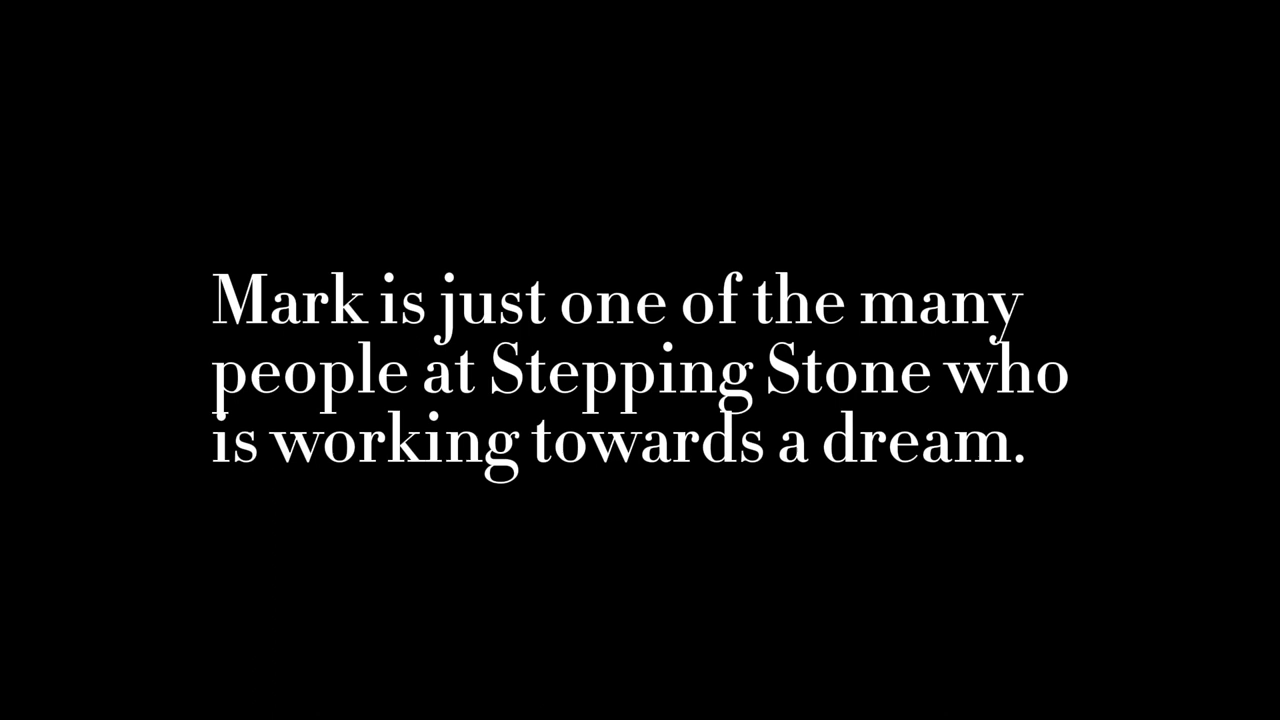 Mark is just one of the many
people at Stepping Stone who
is working towards a dream.